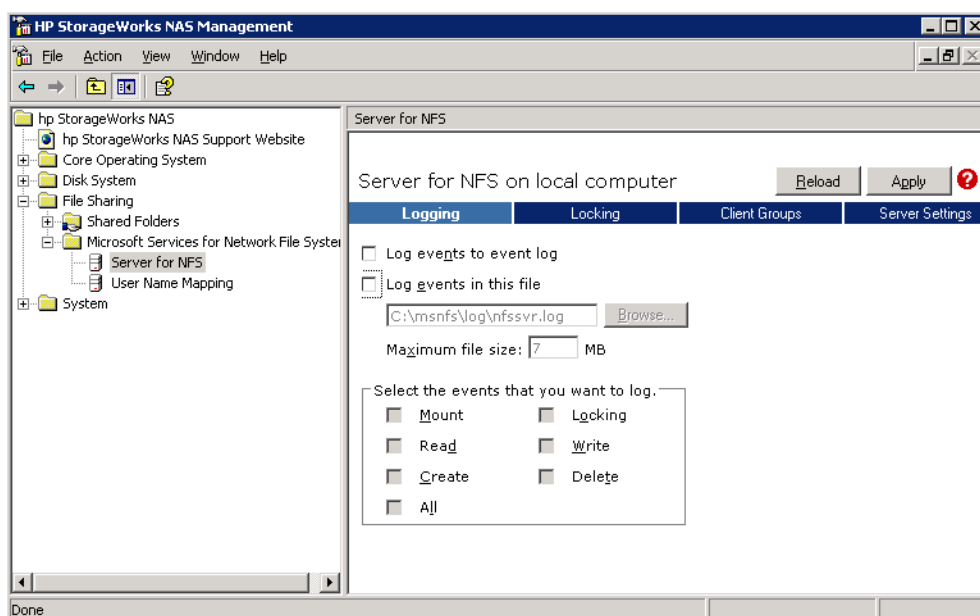 HP StorageWorks NAS Management
File Action View Window Help
hp StorageWorks NAS
hp StorageWorks NAS Support Website
Core Operating System
Disk System
File Sharing
Shared Folders
Microsoft Services for Network File Syster
Server for NFS
User Name Mapping
System
Server for NFS
Server for NFS on local computer
Reload Apply ?
Logging Locking Client Groups Server Settings
Log events to event log
Log events in this file
C:\msnfs\log\nfssvr.log Browse...
Maximum file size: 7 MB
Select the events that you want to log.
Mount Locking
Read Write
Create Delete
All
Done